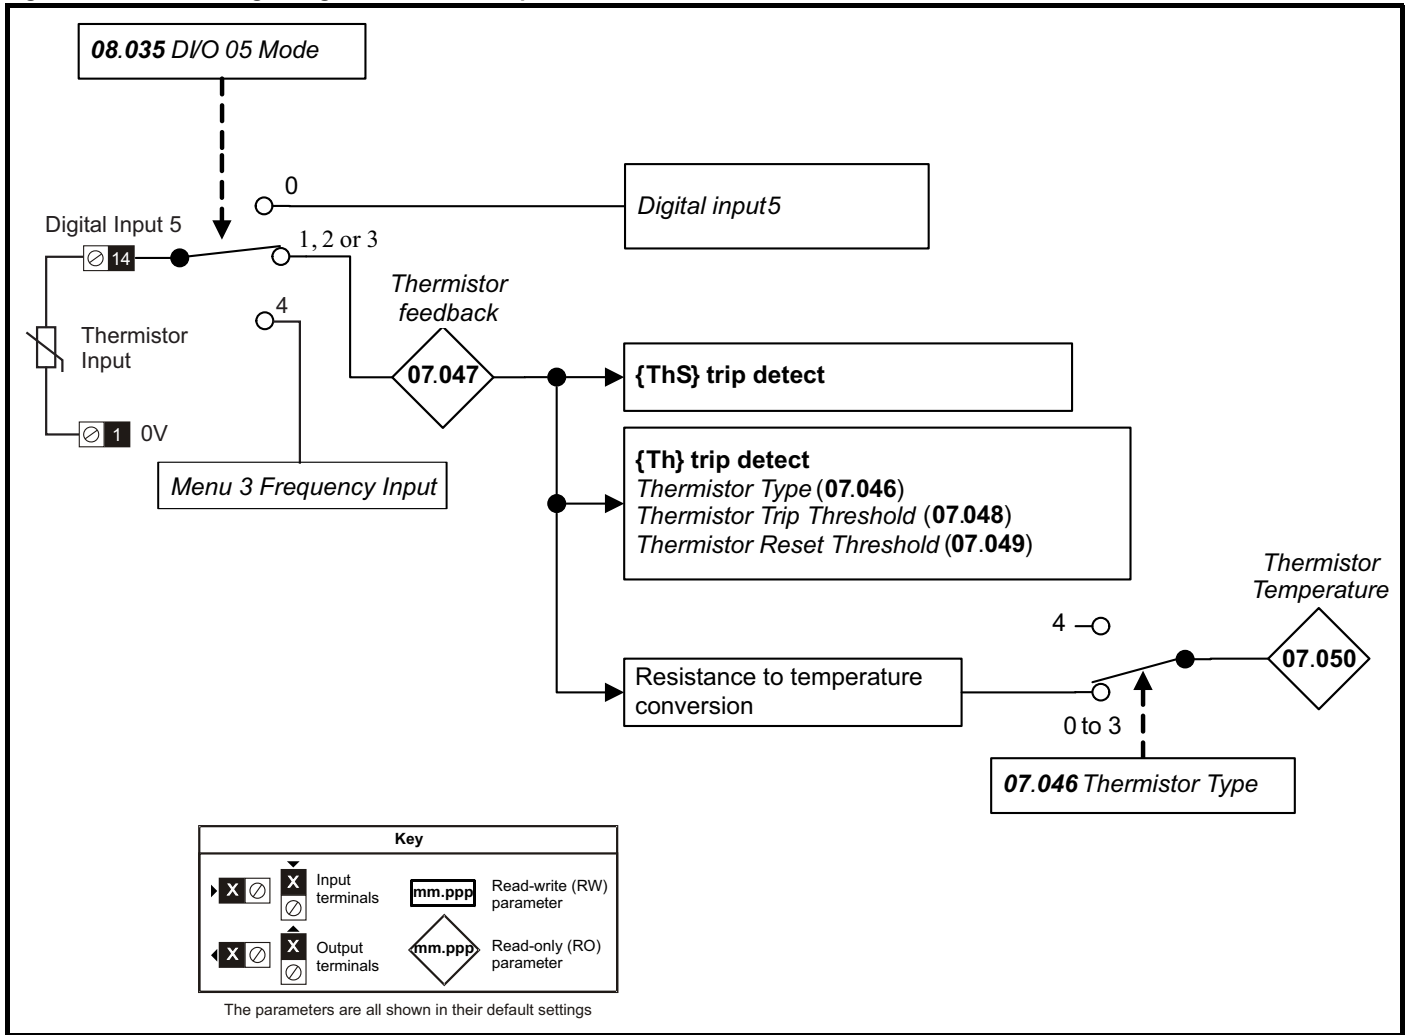 08.035 DI/O 05 Mode
0
Digital input5
Digital Input 5
14
1, 2 or 3
4
Thermistor
Input
1 0V
Menu 3 Frequency Input
Thermistor
feedback
07.047
{ThS} trip detect
{Th} trip detect
Thermistor Type (07.046)
Thermistor Trip Threshold (07.048)
Thermistor Reset Threshold (07.049)
Resistance to temperature
conversion
4
0 to 3
Thermistor
Temperature
07.050
07.046 Thermistor Type
Key
X
X
Input
terminals
mm.ppp
Read-write (RW)
parameter
X
X
Output
terminals
mm.ppp
Read-only (RO)
parameter
The parameters are all shown in their default settings